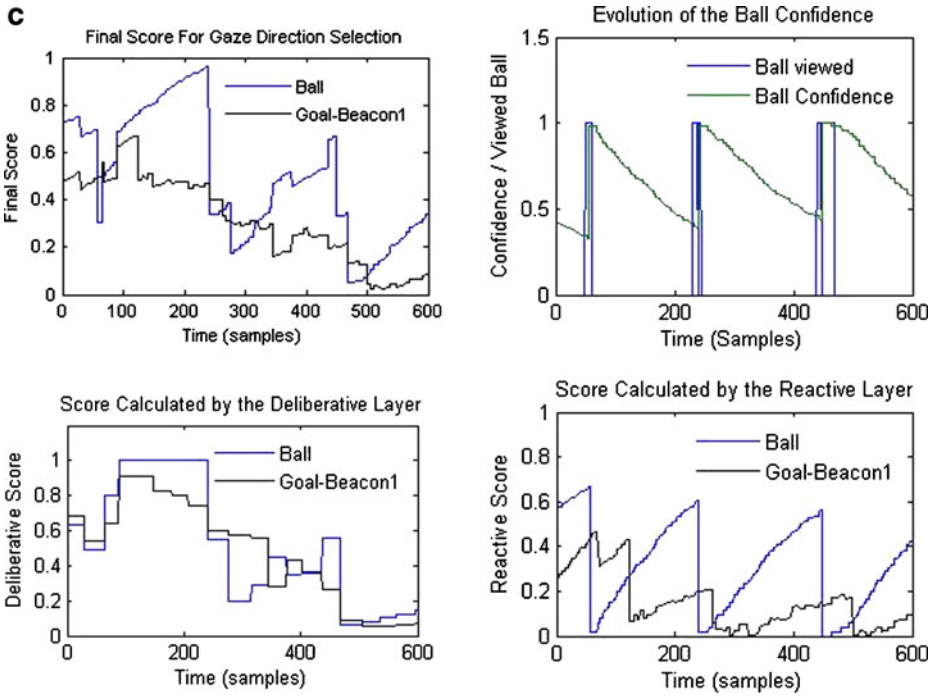 c
Final Score For Gaze Direction Selection
1
0.8
0.6
0.4
0.2
0
Final Score
Ball
Goal-Beacon1
0 100 200 300 400 500 600
Time (samples)
Evolution of the Ball Confidence
1.5
1
0.5
0
Confidence / Viewed Ball
Ball viewed
Ball Confidence
0 200 400 600
Time (Samples)
Score Calculated by the Deliberative Layer
1
0.8
0.6
0.4
0.2
0
Deliberative Score
Ball
Goal-Beacon1
0 200 400 600
Time (samples)
Score Calculated by the Reactive Layer
1
0.8
0.6
0.4
0.2
0
Reactive Score
Ball
Goal-Beacon1
0 200 400 600
Time (samples)